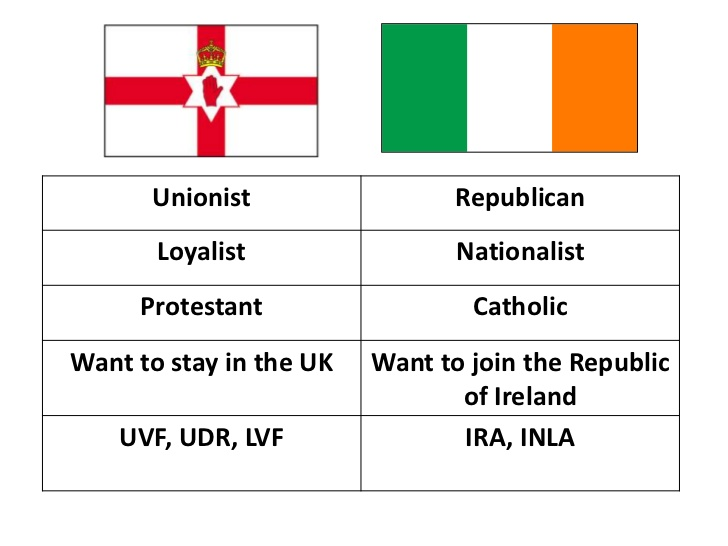 Unionist Republican
Loyalist Nationalist
Protestant Catholic
Want to stay in the UK Want to join the Republic
of Ireland
UVF, UDR, LVF IRA, INLA